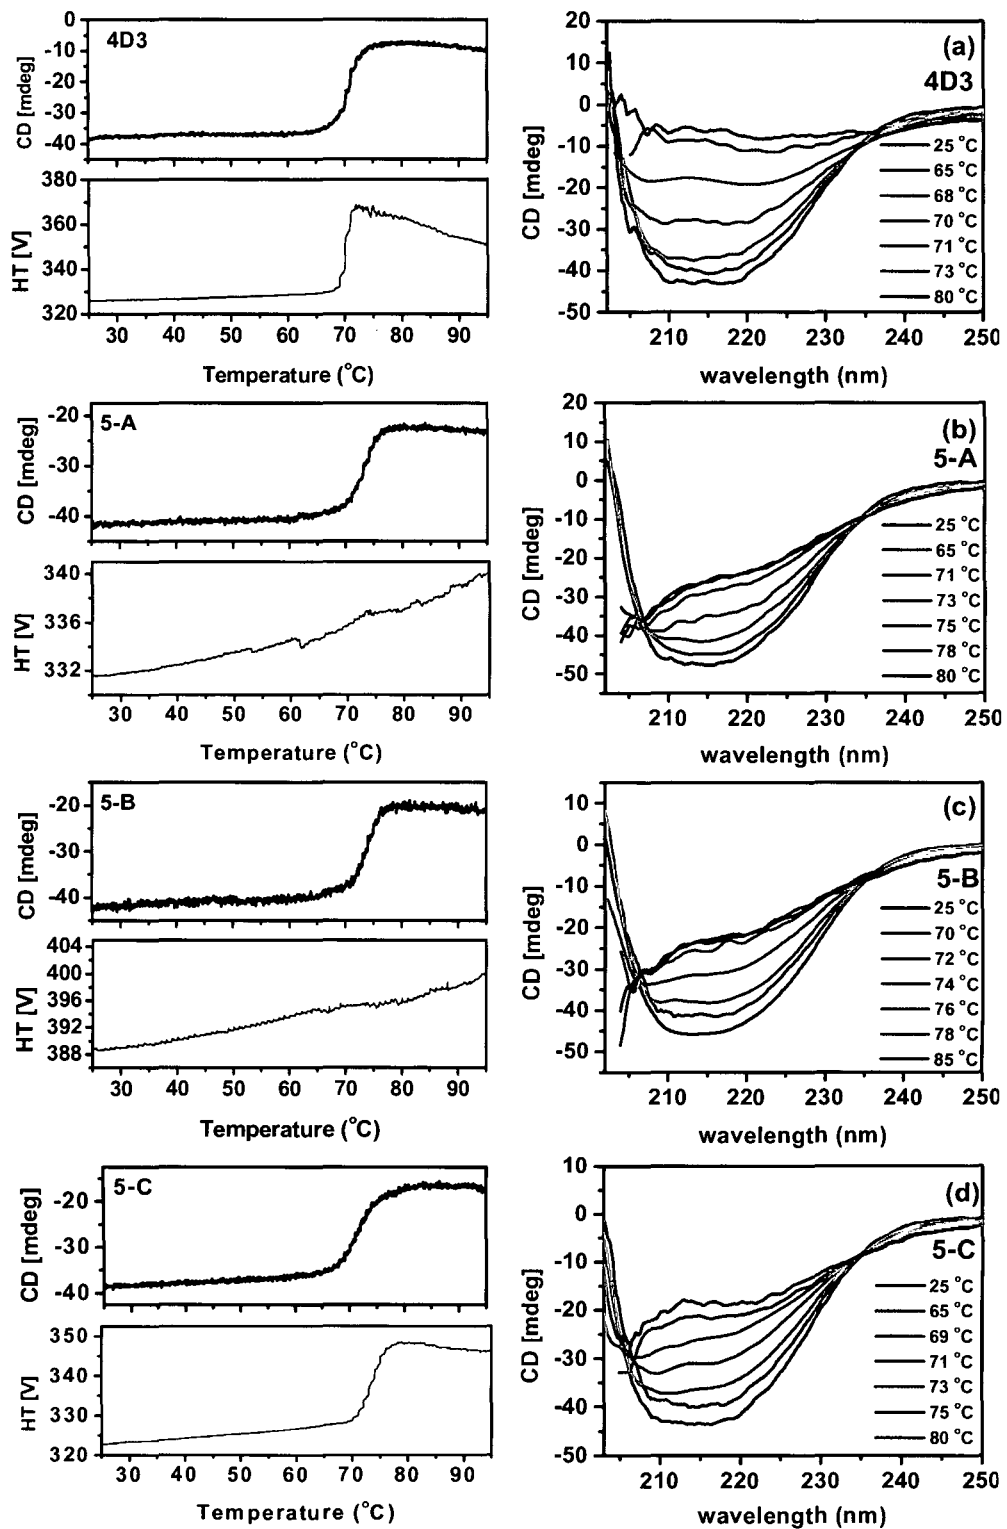 4D3
CD [mdeg]
0
-10
-20
-30
-40
HT [V]
380
360
340
320
30 40 50 60 70 80 90
Temperature (°C)
(a)
4D3
CD [mdeg]
20
10
0
-10
-20
-30
-40
-50
25 °C
65 °C
68 °C
70 °C
71 °C
73 °C
80 °C
210 220 230 240 250
wavelength (nm)
5-A
CD [mdeg]
-20
-30
-40
HT [V]
340
336
332
30 40 50 60 70 80 90
Temperature (°C)
(b)
5-A
CD [mdeg]
20
10
0
-10
-20
-30
-40
-50
25 °C
65 °C
71 °C
73 °C
75 °C
78 °C
80 °C
210 220 230 240 250
wavelength (nm)
5-B
CD [mdeg]
-20
-30
-40
HT [V]
404
400
396
392
388
30 40 50 60 70 80 90
Temperature (°C)
(c)
5-B
CD [mdeg]
10
0
-10
-20
-30
-40
-50
25 °C
70 °C
72 °C
74 °C
76 °C
78 °C
85 °C
210 220 230 240 250
wavelength (nm)
5-C
CD [mdeg]
-20
-30
-40
HT [V]
350
340
330
320
30 40 50 60 70 80 90
Temperature (°C)
(d)
5-C
CD [mdeg]
10
0
-10
-20
-30
-40
-50
25 °C
65 °C
69 °C
71 °C
73 °C
75 °C
80 °C
210 220 230 240 250
wavelength (nm)